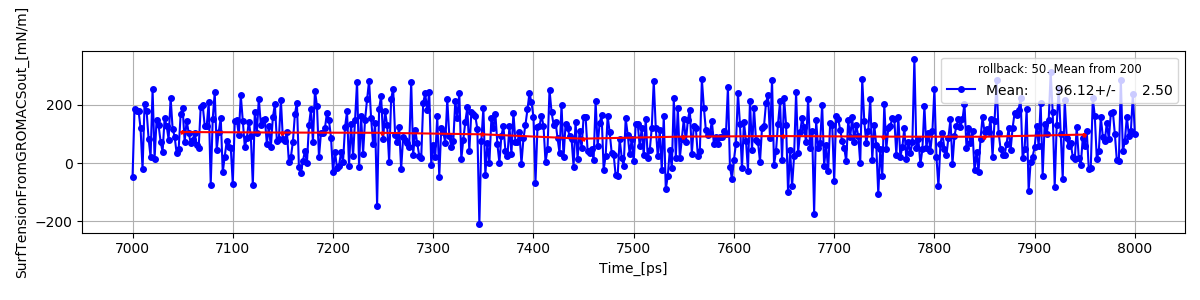 rollback: 50. Mean from 200
Mean: 96.12+/- 2.50
SurfTensionFromGROMACSout_[mN/m]
200
0
−200
7000 7100 7200 7300 7400 7500 7600 7700 7800 7900 8000
Time_[ps]